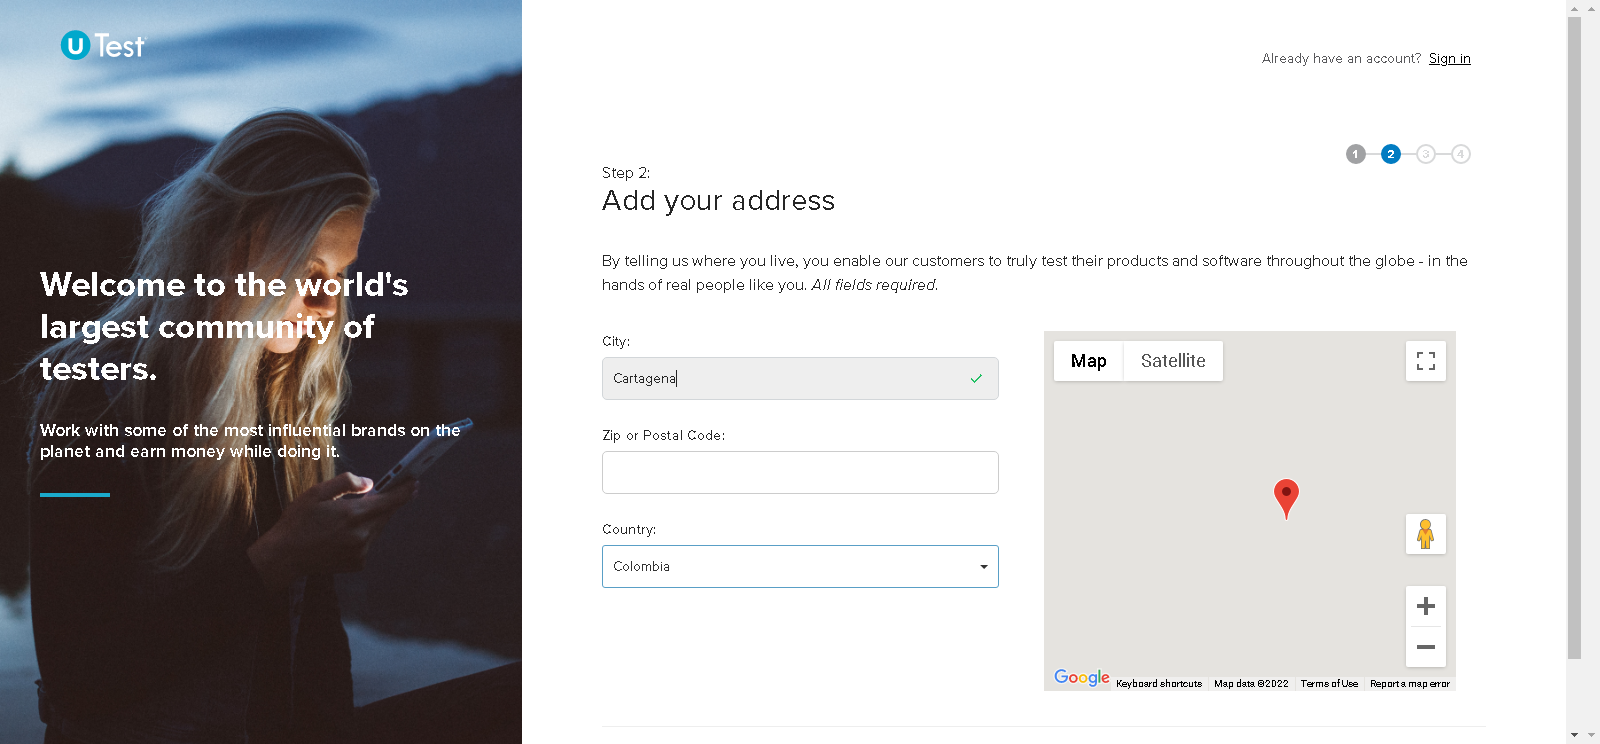 U Test
Already have an account? Sign in
1 2 3 4
Step 2:
Add your address
Welcome to the world's
largest community of
testers.
Work with some of the most influential brands on the
planet and earn money while doing it.
By telling us where you live, you enable our customers to truly test their products and software throughout the globe - in the
hands of real people like you. All fields required.
City:
Cartagena
Zip or Postal Code:
Country:
Colombia
Map Satellite
Google Keyboard shortcuts Map data ©2022 Terms of Use Report a map error